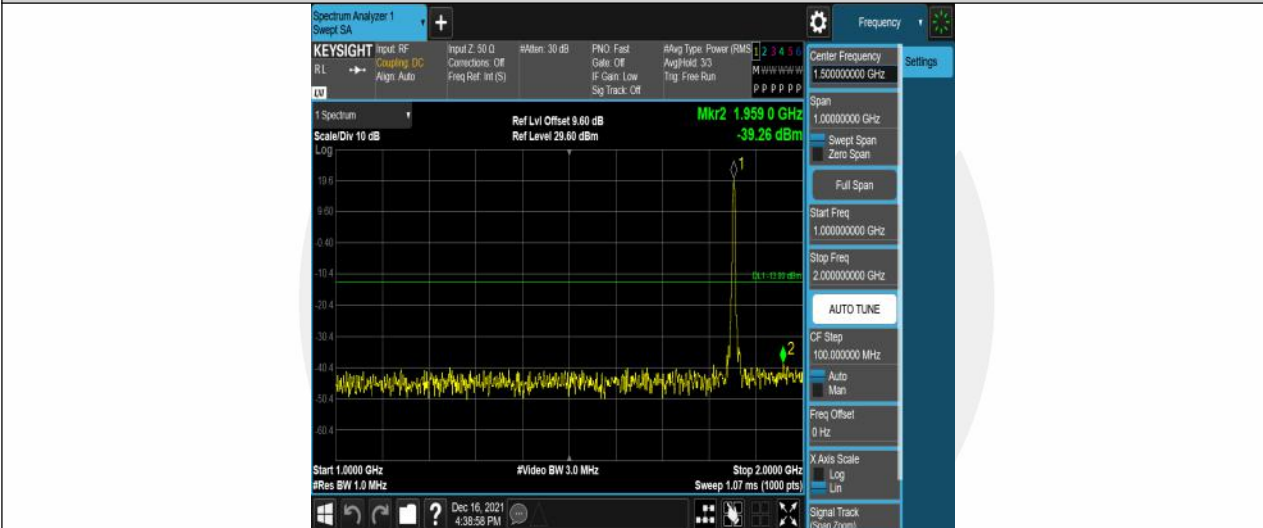 Spectrum Analyzer 1
Swept SA
+
Frequency
KEYSIGHT
RL
Input: RF
Coupling: DC
Align: Auto
Input Z: 50 Ω
Corrections: Off
Freq Ref: Int (S)
#Atten: 30 dB
PNO: Fast
Gate: Off
IF Gain: Low
Sig Track: Off
#Avg Type: Power (RMS
Avg|Hold: 3/3
Trig: Free Run
1 2 3 4 5 6
M W W W W W
P P P P P P
Settings
Center Frequency
1.500000000 GHz
Span
1.00000000 GHz
Swept Span
Zero Span
Full Span
Start Freq
1.000000000 GHz
Stop Freq
2.000000000 GHz
AUTO TUNE
CF Step
100.000000 MHz
Auto
Man
Freq Offset
0 Hz
X Axis Scale
Log
Lin
Signal Track
(Span Zoom)
1 Spectrum
Scale/Div 10 dB
Log
Ref Lvl Offset 9.60 dB
Ref Level 29.60 dBm
Mkr2 1.959 0 GHz
-39.26 dBm
1
19.6
9.60
-0.40
-10.4
-20.4
-30.4
2
-40.4
-50.4
-60.4
Start 1.0000 GHz
#Res BW 1.0 MHz
#Video BW 3.0 MHz
Stop 2.0000 GHz
Sweep 1.07 ms (1000 pts)
?
Dec 16, 2021
4:38:58 PM